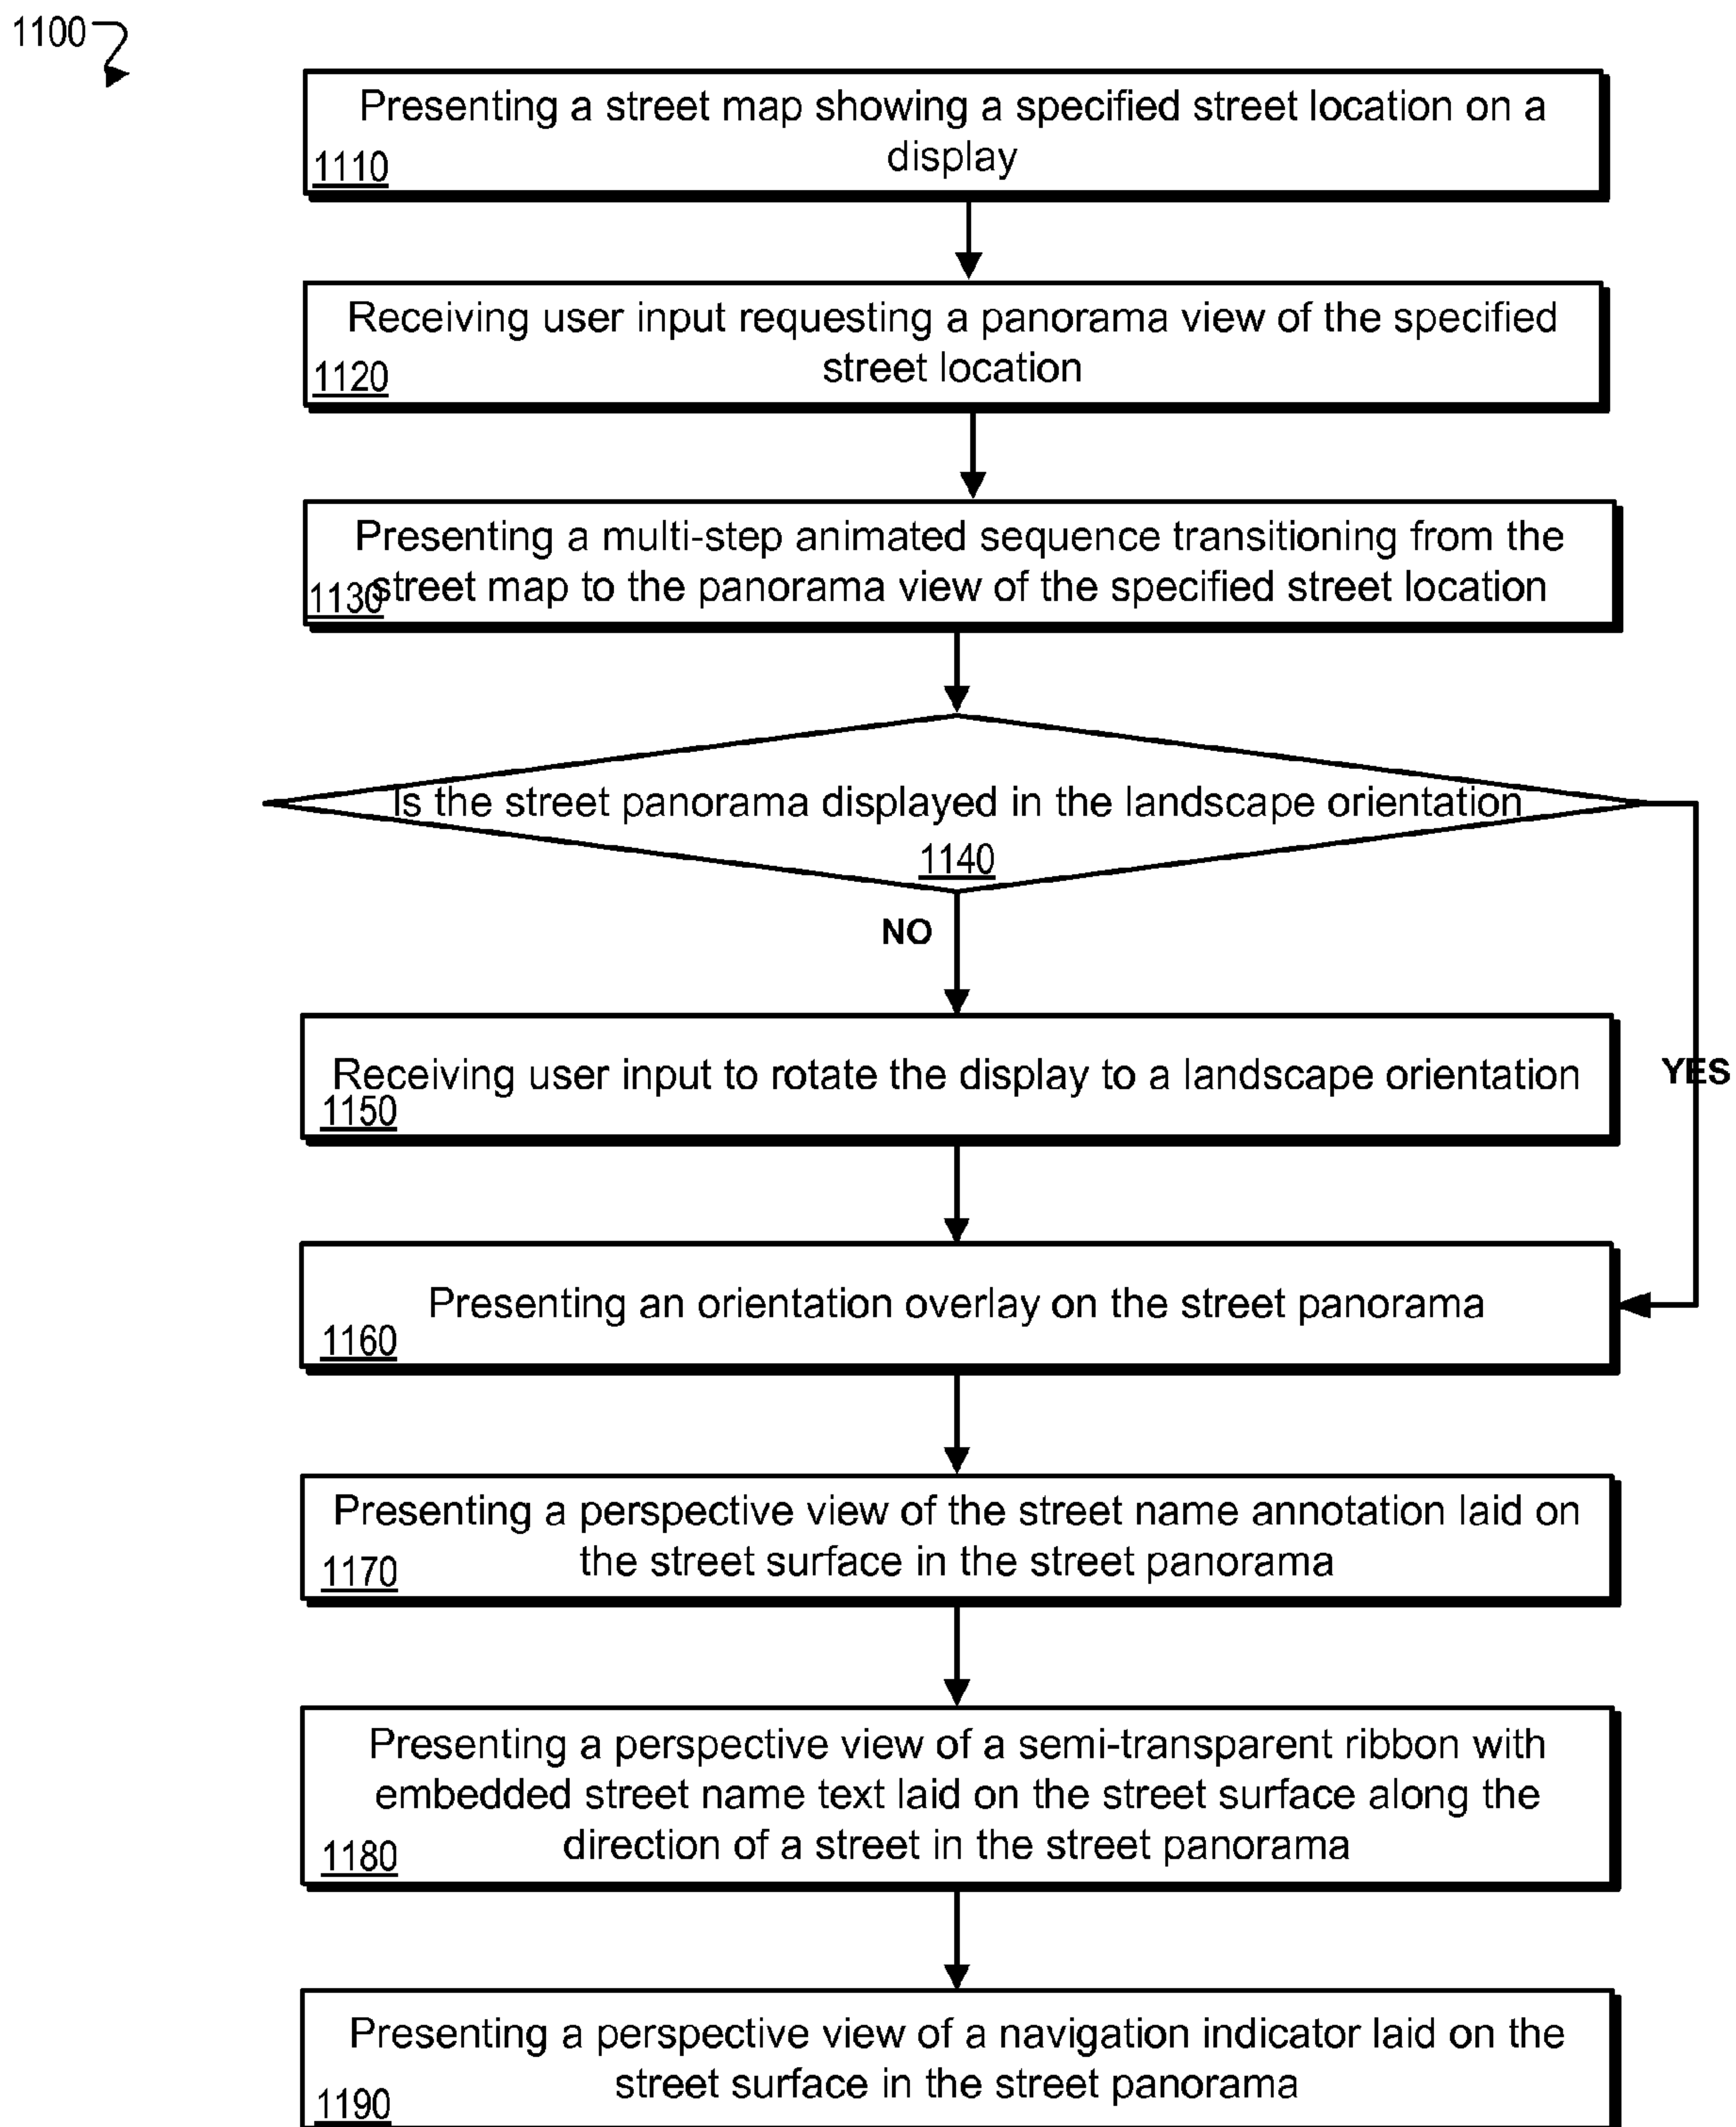 1100
Presenting a street map showing a specified street location on a
display
1110
Receiving user input requesting a panorama view of the specified
street location
1120
Presenting a multi-step animated sequence transitioning from the
street map to the panorama view of the specified street location
1130
Is the street panorama displayed in the landscape orientation
1140
NO
Receiving user input to rotate the display to a landscape orientation
1150
YES
Presenting an orientation overlay on the street panorama
1160
Presenting a perspective view of the street name annotation laid on
the street surface in the street panorama
1170
Presenting a perspective view of a semi-transparent ribbon with
embedded street name text laid on the street surface along the
direction of a street in the street panorama
1180
Presenting a perspective view of a navigation indicator laid on the
street surface in the street panorama
1190